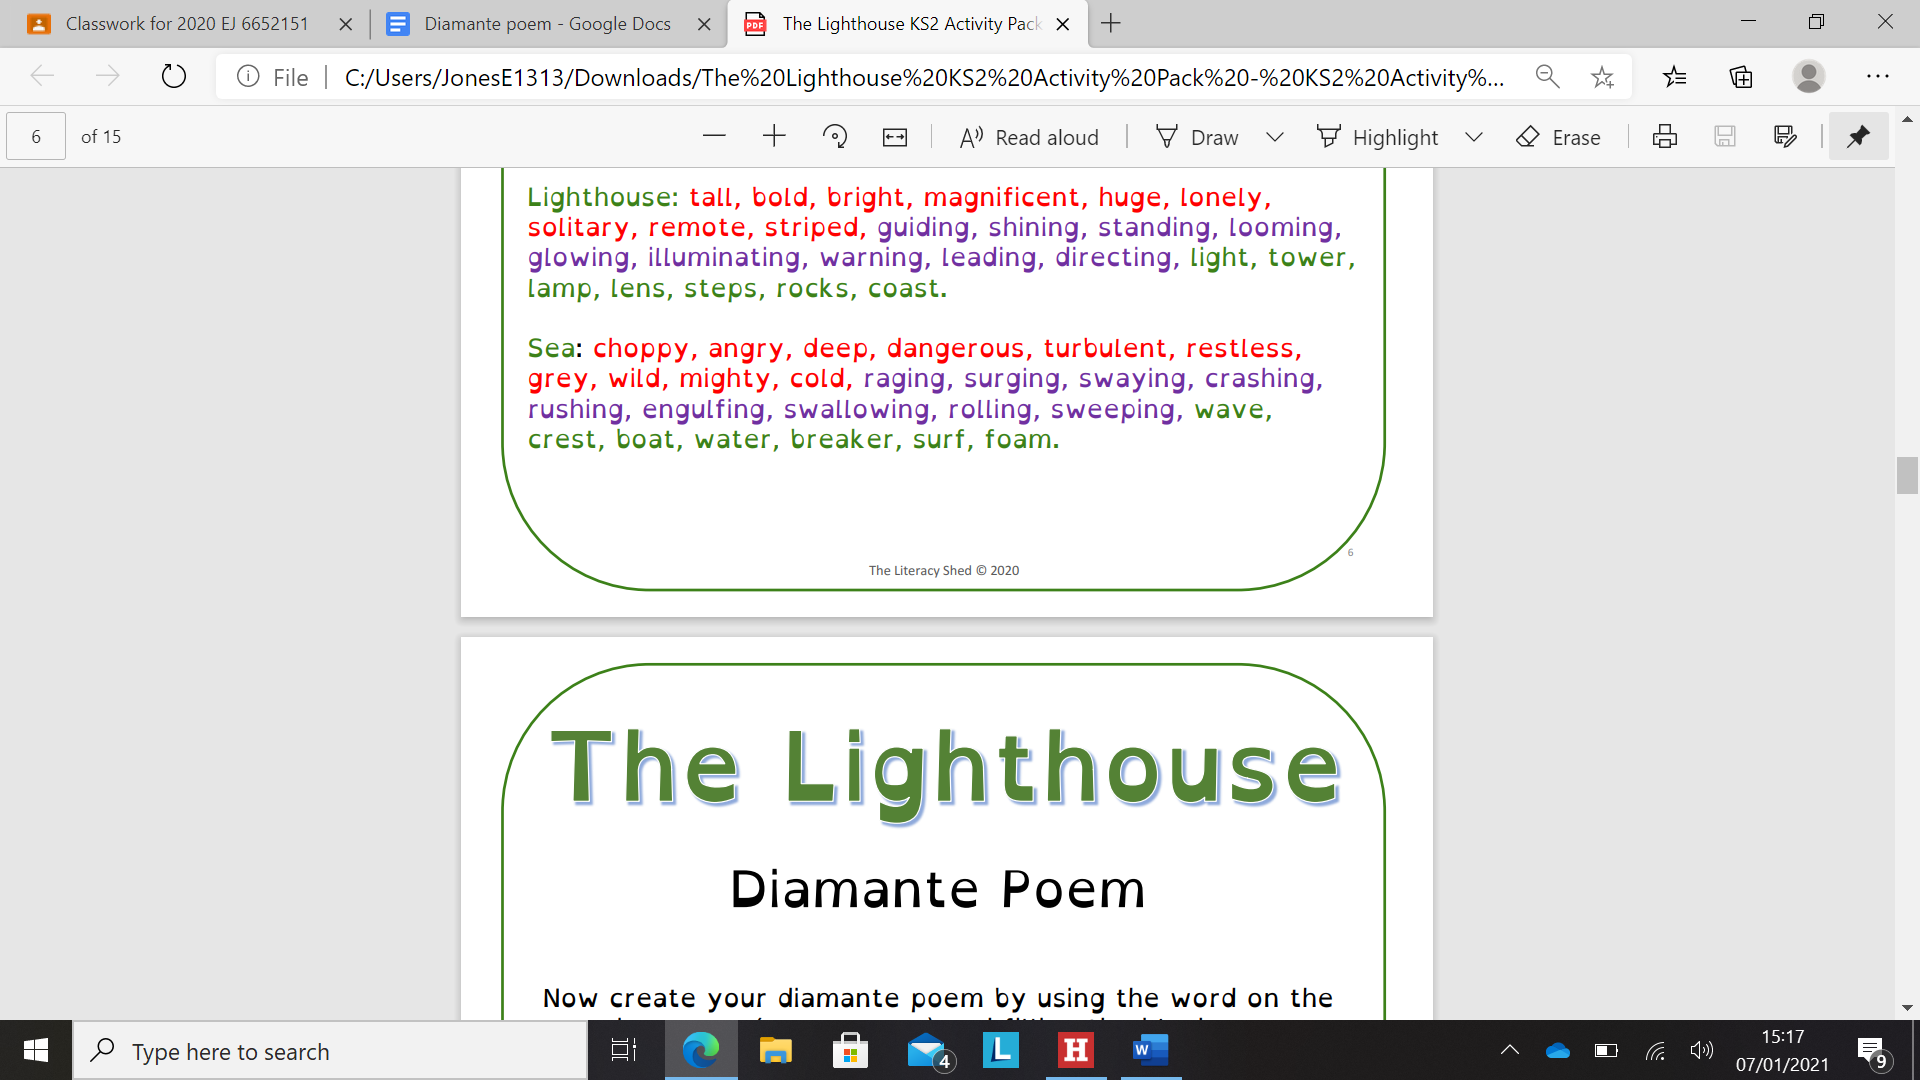 Classwork for 2020 EJ 6652151
Diamante poem - Google Docs
The Lighthouse KS2 Activity Pack
File
C:/Users/JonesE1313/Downloads/The%20Lighthouse%20KS2%20Activity%20Pack%20-%20KS2%20Activity%...
6 of 15
Read aloud
Draw
Highlight
Erase
Lighthouse: tall, bold, bright, magnificent, huge, lonely,
solitary, remote, striped, guiding, shining, standing, looming,
glowing, illuminating, warning, leading, directing, light, tower,
lamp, lens, steps, rocks, coast.
Sea: choppy, angry, deep, dangerous, turbulent, restless,
grey, wild, mighty, cold, raging, surging, swaying, crashing,
rushing, engulfing, swallowing, rolling, sweeping, wave,
crest, boat, water, breaker, surf, foam.
6
The Literacy Shed © 2020
The Lighthouse
Diamante Poem
Now create your diamante poem by using the word on the
Type here to search
4
L
H
W
15:17
07/01/2021
9